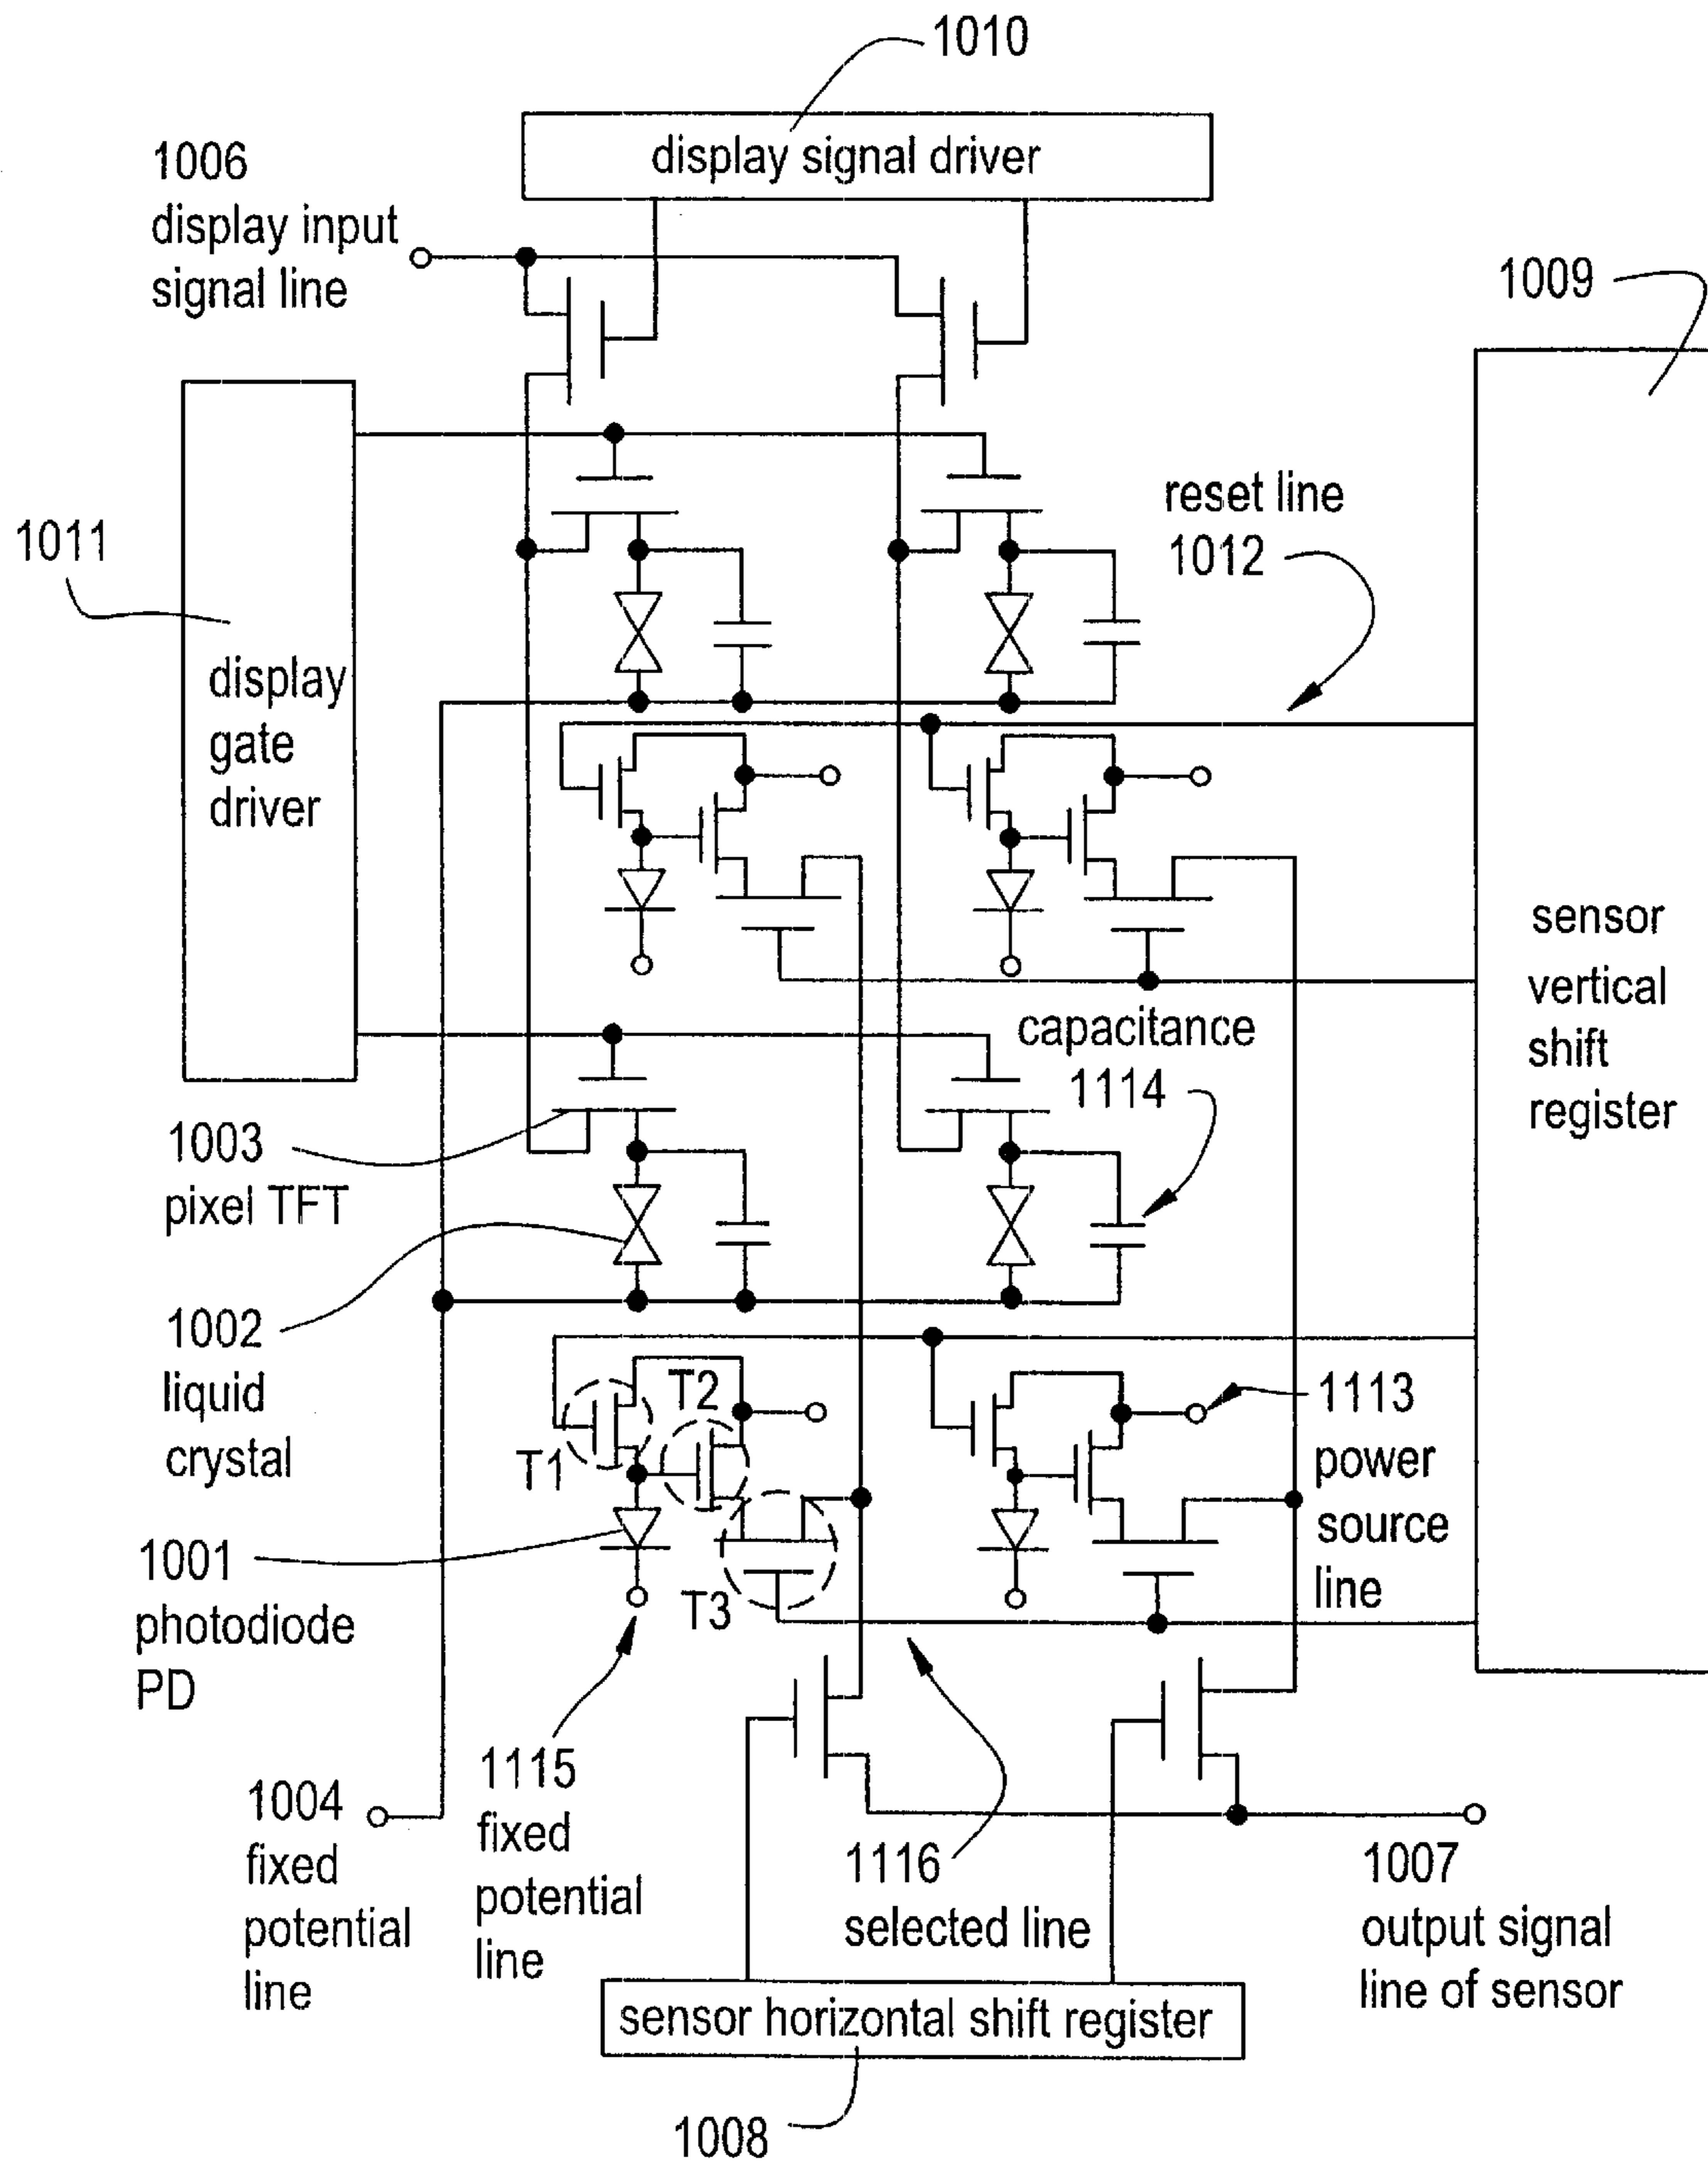 1010
display signal driver
1006
display input
signal line
1009
1011
display
gate
driver
reset line
1012
sensor
vertical
shift
register
capacitance
1114
1003
pixel TFT
1002
liquid
crystal
T1
T2
T3
1113
power
source
line
1001
photodiode
PD
1115
fixed
potential
line
1004
fixed
potential
line
1116
selected line
1007
output signal
line of sensor
sensor horizontal shift register
1008